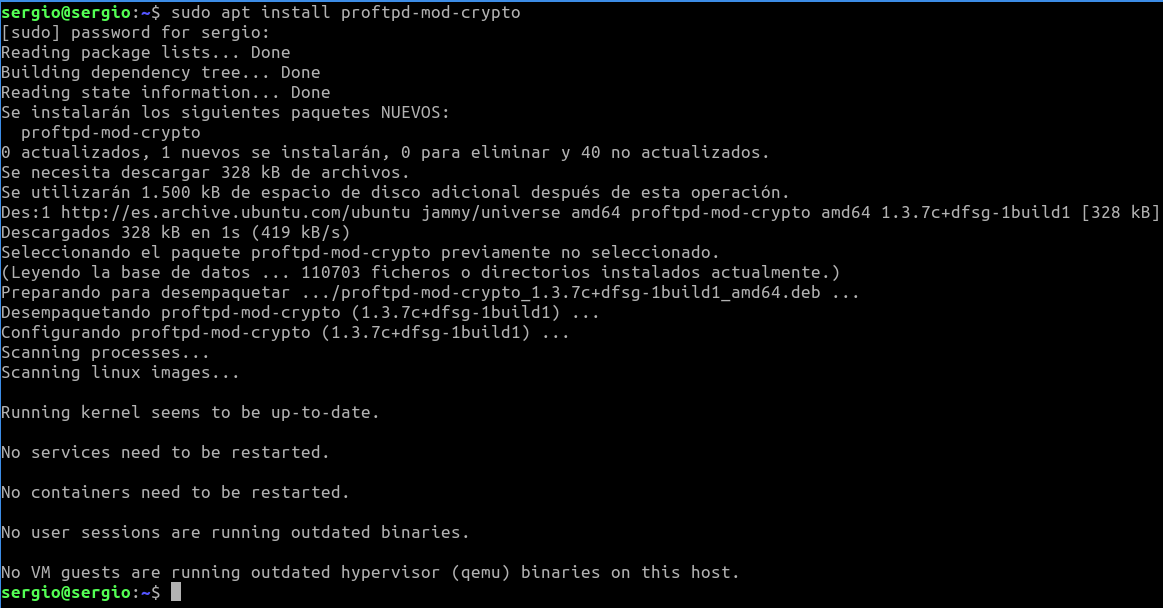 sergio@sergio:~$ sudo apt install proftpd-mod-crypto
[sudo] password for sergio:
Reading package lists... Done
Building dependency tree... Done
Reading state information... Done
Se instalarán los siguientes paquetes NUEVOS:
  proftpd-mod-crypto
0 actualizados, 1 nuevos se instalarán, 0 para eliminar y 40 no actualizados.
Se necesita descargar 328 kB de archivos.
Se utilizarán 1.500 kB de espacio de disco adicional después de esta operación.
Des:1 http://es.archive.ubuntu.com/ubuntu jammy/universe amd64 proftpd-mod-crypto amd64 1.3.7c+dfsg-1build1 [328 kB]
Descargados 328 kB en 1s (419 kB/s)
Seleccionando el paquete proftpd-mod-crypto previamente no seleccionado.
(Leyendo la base de datos ... 110703 ficheros o directorios instalados actualmente.)
Preparando para desempaquetar .../proftpd-mod-crypto_1.3.7c+dfsg-1build1_amd64.deb ...
Desempaquetando proftpd-mod-crypto (1.3.7c+dfsg-1build1) ...
Configurando proftpd-mod-crypto (1.3.7c+dfsg-1build1) ...
Scanning processes...
Scanning linux images...
Running kernel seems to be up-to-date.
No services need to be restarted.
No containers need to be restarted.
No user sessions are running outdated binaries.
No VM guests are running outdated hypervisor (qemu) binaries on this host.
sergio@sergio:~$